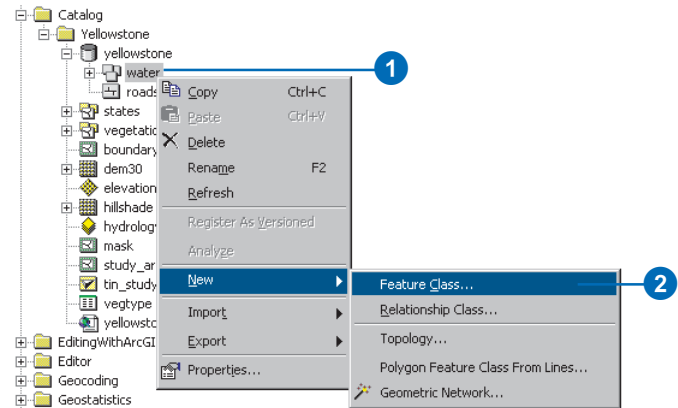 Catalog
Yellowstone
yellowstone
water
1
roads
states
vegetatic
boundary
dem30
elevation
hillshade
hydrolog
mask
study_ar
tin_study
vegtype
yellowstc
EditingWithArcGI
Editor
Geocoding
Geostatistics
Copy Ctrl+C
Paste Ctrl+V
Delete
Rename F2
Refresh
Register As Versioned
Analyze
New
Import
Export
Properties...
Feature Class...
2
Relationship Class...
Topology...
Polygon Feature Class From Lines...
Geometric Network...